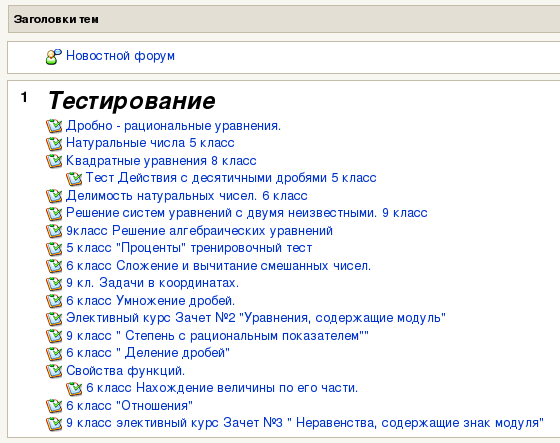 Заголовки тем
Новостной форум
1 Тестирование
Дробно - рациональные уравнения.
Натуральные числа 5 класс
Квадратные уравнения 8 класс
Тест Действия с десятичными дробями 5 класс
Делимость натуральных чисел. 6 класс
Решение систем уравнений с двумя неизвестными. 9 класс
9класс Решение алгебраических уравнений
5 класс "Проценты" тренировочный тест
6 класс Сложение и вычитание смешанных чисел.
9 кл. Задачи в координатах.
6 класс Умножение дробей.
Элективный курс Зачет №2 "Уравнения, содержащие модуль"
9 класс " Степень с рациональным показателем""
6 класс " Деление дробей"
Свойства функций.
6 класс Нахождение величины по его части.
6 класс "Отношения"
9 класс элективный курс Зачет №3 " Неравенства, содержащие знак модуля"